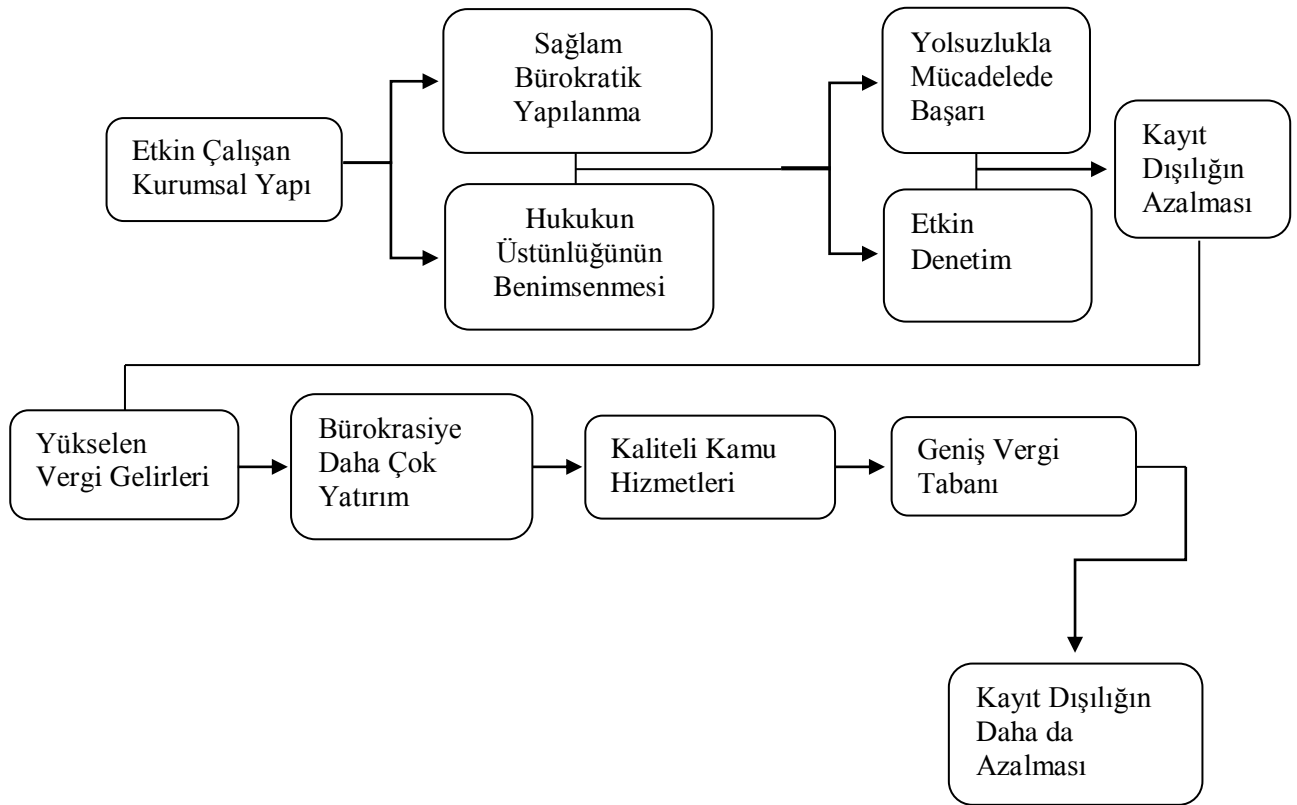 Sağlam
Bürokratik
Yapılanma
Yolsuzlukla
Mücadelede
Başarı
Etkin Çalışan
Kurumsal Yapı
Kayıt
Dışılığın
Azalması
Hukukun
Üstünlüğünün
Benimsenmesi
Etkin
Denetim
Yükselen
Vergi Gelirleri
Bürokrasiye
Daha Çok
Yatırım
Kaliteli Kamu
Hizmetleri
Geniş Vergi
Tabanı
Kayıt Dışılığın
Daha da
Azalması